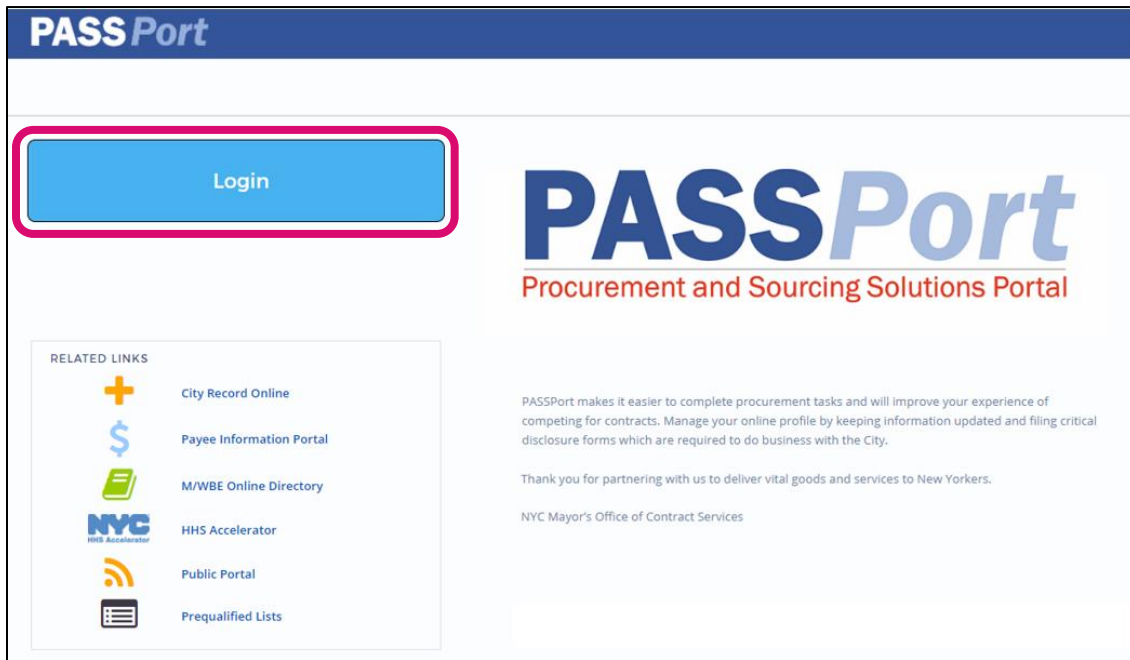 PASSPort
Login
PASSPort
Procurement and Sourcing Solutions Portal
RELATED LINKS
City Record Online
Payee Information Portal
M/WBE Online Directory
NYC
HHS Accelerator
HHS Accelerator
Public Portal
Prequalified Lists
PASSPort makes it easier to complete procurement tasks and will improve your experience of
competing for contracts. Manage your online profile by keeping information updated and filing critical
disclosure forms which are required to do business with the City.
Thank you for partnering with us to deliver vital goods and services to New Yorkers.
NYC Mayor's Office of Contract Services